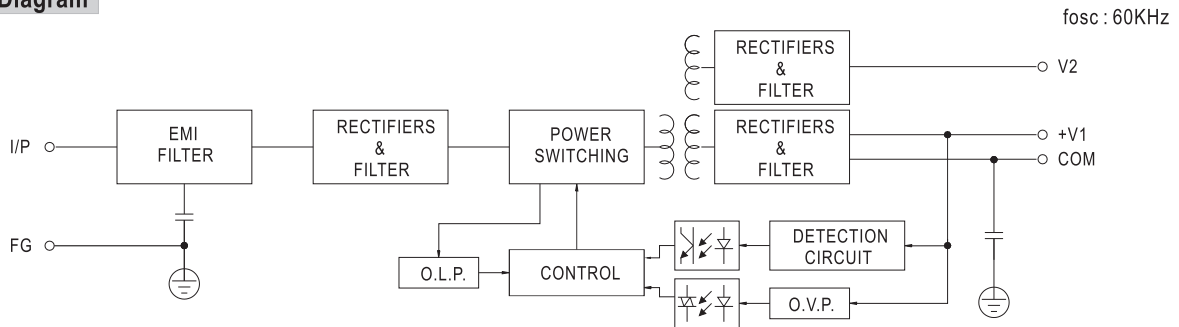 Diagram
fosc : 60KHz
RECTIFIERS
&
FILTER
V2
I/P
EMI
FILTER
RECTIFIERS
&
FILTER
POWER
SWITCHING
RECTIFIERS
&
FILTER
+V1
COM
FG
O.L.P.
CONTROL
DETECTION
CIRCUIT
O.V.P.